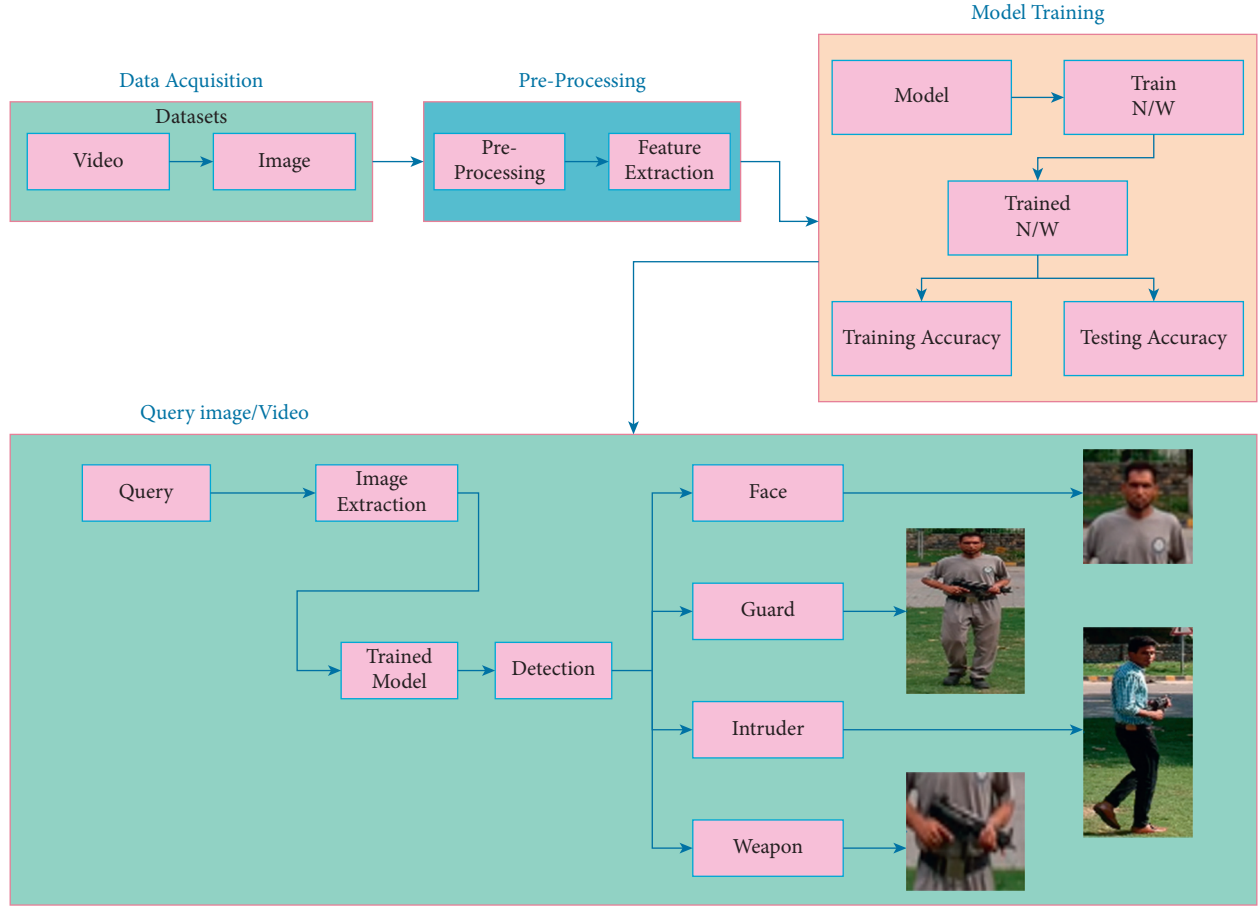 Model Training
Data Acquisition
Pre-Processing
Datasets
Video
Image
Pre-
Processing
Feature
Extraction
Model
Train
N/W
Trained
N/W
Training Accuracy
Testing Accuracy
Query image/Video
Query
Image
Extraction
Trained
Model
Detection
Face
Guard
Intruder
Weapon